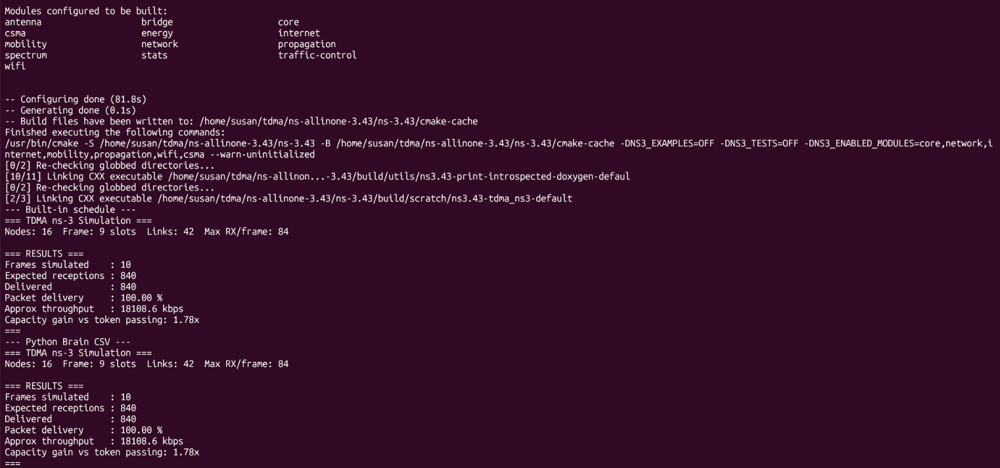 Modules configured to be built:
antenna                   bridge                    core
csma                      energy                    internet
mobility                  network                   propagation
spectrum                  stats                     traffic-control
wifi
-- Configuring done (81.8s)
-- Generating done (0.1s)
-- Build files have been written to: /home/susan/tdma/ns-allinone-3.43/ns-3.43/cmake-cache
Finished executing the following commands:
/usr/bin/cmake -S /home/susan/tdma/ns-allinone-3.43/ns-3.43 -B /home/susan/tdma/ns-allinone-3.43/ns-3.43/cmake-cache -DNS3_EXAMPLES=OFF -DNS3_TESTS=OFF -DNS3_ENABLED_MODULES=core,network,i
nternet,mobility,propagation,wifi,csma --warn-uninitialized
[0/2] Re-checking globbed directories...
[10/11] Linking CXX executable /home/susan/tdma/ns-allinon...-3.43/build/utils/ns3.43-print-introspected-doxygen-defaul
[0/2] Re-checking globbed directories...
[2/3] Linking CXX executable /home/susan/tdma/ns-allinone-3.43/ns-3.43/build/scratch/ns3.43-tdma_ns3-default
--- Built-in schedule ---
=== TDMA ns-3 Simulation ===
Nodes: 16  Frame: 9 slots  Links: 42  Max RX/frame: 84
=== RESULTS ===
Frames simulated    : 10
Expected receptions : 840
Delivered           : 840
Packet delivery     : 100.00 %
Approx throughput   : 18108.6 kbps
Capacity gain vs token passing: 1.78x
===
--- Python Brain CSV ---
=== TDMA ns-3 Simulation ===
Nodes: 16  Frame: 9 slots  Links: 42  Max RX/frame: 84
=== RESULTS ===
Frames simulated    : 10
Expected receptions : 840
Delivered           : 840
Packet delivery     : 100.00 %
Approx throughput   : 18108.6 kbps
Capacity gain vs token passing: 1.78x
===